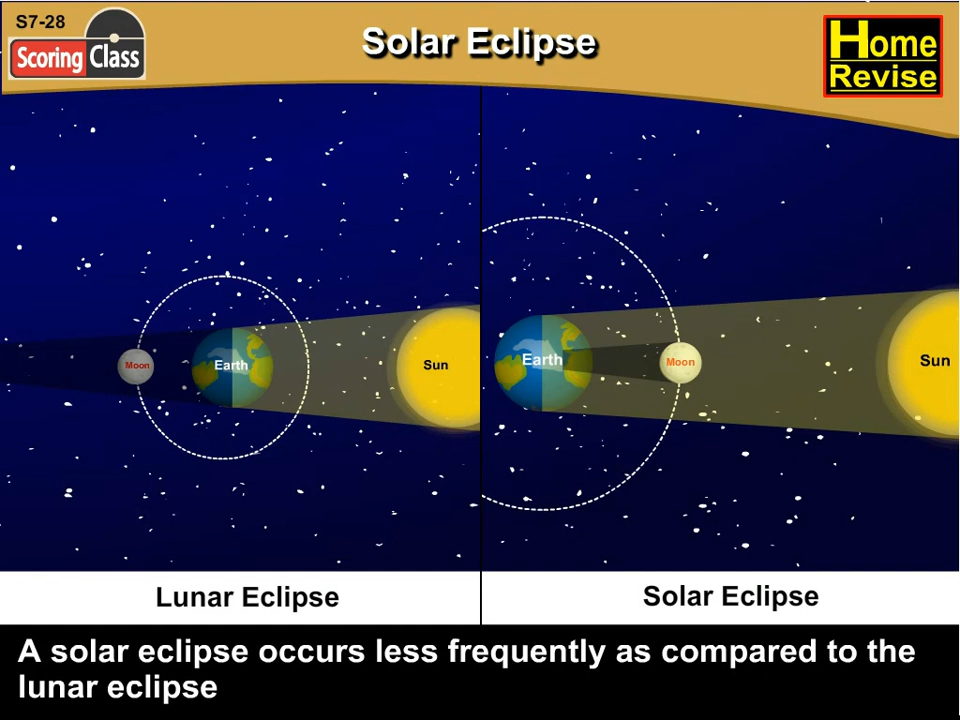 S7-28
Scoring Class
Solar Eclipse
Home
Revise
Moon
Earth
Sun
Earth
Moon
Sun
Lunar Eclipse
Solar Eclipse
A solar eclipse occurs less frequently as compared to the
lunar eclipse